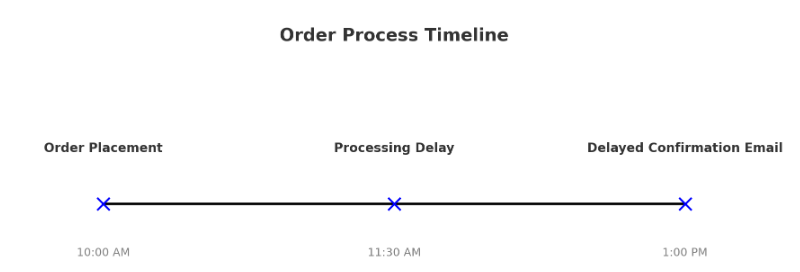 Order Process Timeline
Order Placement Processing Delay Delayed Confirmation Email
10:00 AM 11:30 AM 1:00 PM